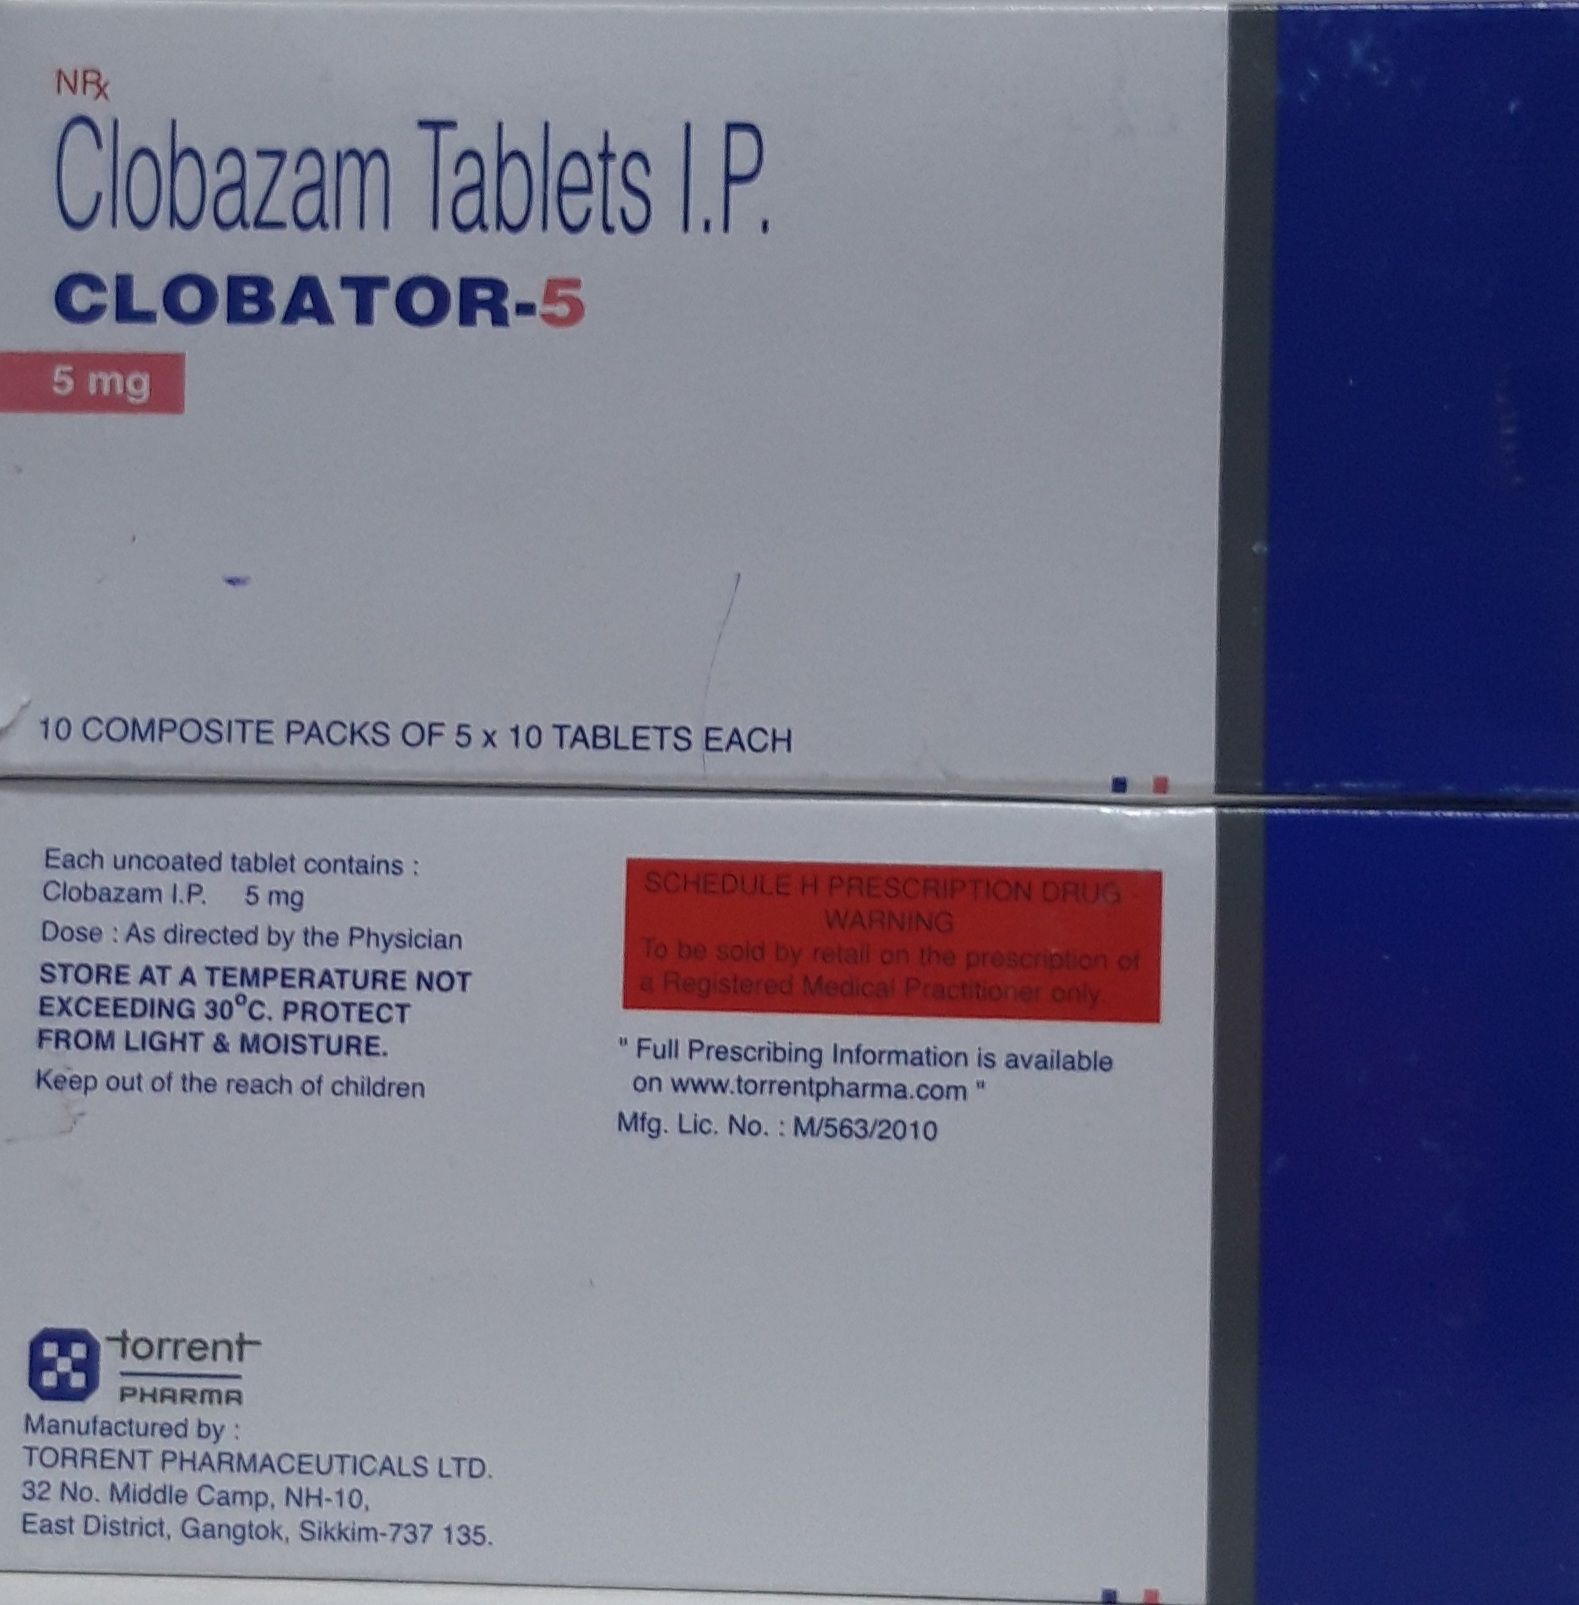 NRx
Clobazam Tablets I.P.
CLOBATOR-5
5 mg
10 COMPOSITE PACKS OF 5 x 10 TABLETS EACH
Each uncoated tablet contains :
Clobazam I.P. 5 mg
Dose : As directed by the Physician
STORE AT A TEMPERATURE NOT
EXCEEDING 30°C. PROTECT
FROM LIGHT & MOISTURE.
Keep out of the reach of children
SCHEDULE H PRESCRIPTION DRUG -
WARNING
To be sold by retail on the prescription of
a Registered Medical Practitioner only.
" Full Prescribing Information is available
on www.torrentpharma.com "
Mfg. Lic. No. : M/563/2010
torrent
PHARMA
Manufactured by :
TORRENT PHARMACEUTICALS LTD.
32 No. Middle Camp, NH-10,
East District, Gangtok, Sikkim-737 135.